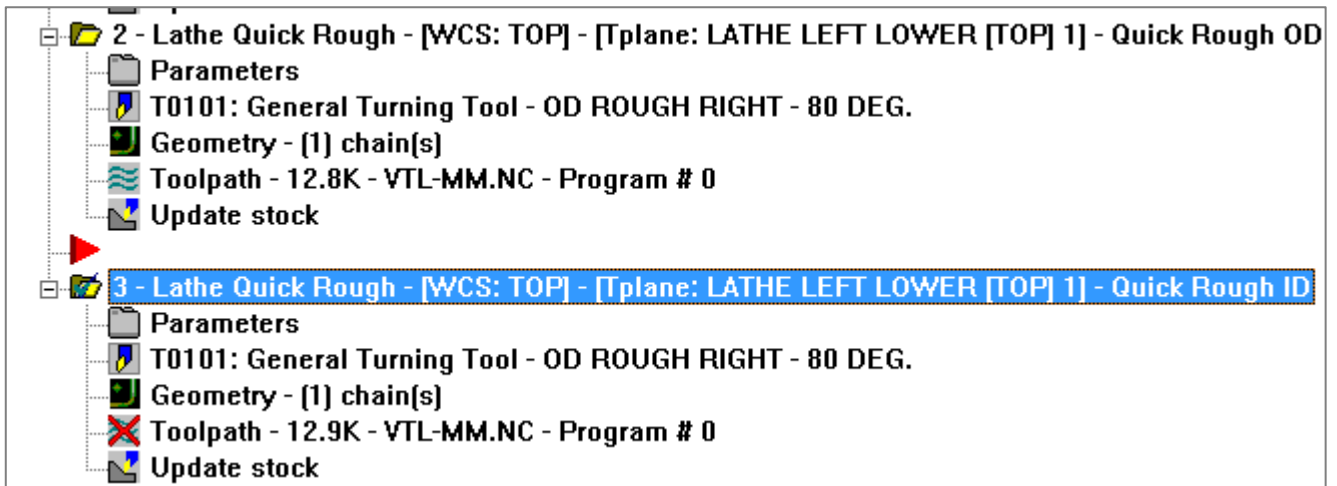 2 - Lathe Quick Rough - [WCS: TOP] - [Tplane: LATHE LEFT LOWER [TOP] 1] - Quick Rough OD
Parameters
T0101: General Turning Tool - OD ROUGH RIGHT - 80 DEG.
Geometry - (1) chain(s)
Toolpath - 12.8K - VTL-MM.NC - Program # 0
Update stock
3 - Lathe Quick Rough - [WCS: TOP] - [Tplane: LATHE LEFT LOWER [TOP] 1] - Quick Rough ID
Parameters
T0101: General Turning Tool - OD ROUGH RIGHT - 80 DEG.
Geometry - (1) chain(s)
Toolpath - 12.9K - VTL-MM.NC - Program # 0
Update stock